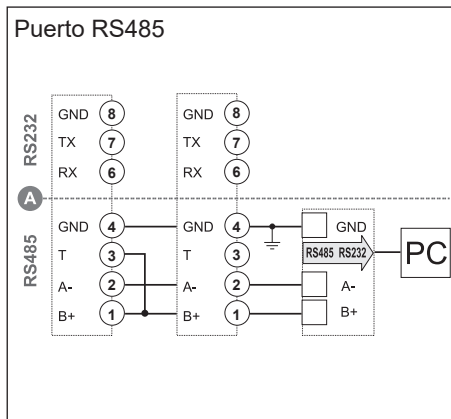 Puerto RS485
RS232
GND 8 GND 8
TX 7 TX 7
RX 6 RX 6
A
RS485
GND 4 GND 4 GND
T 3 T 3 RS485 RS232 PC
A- 2 A- 2 A-
B+ 1 B+ 1 B+